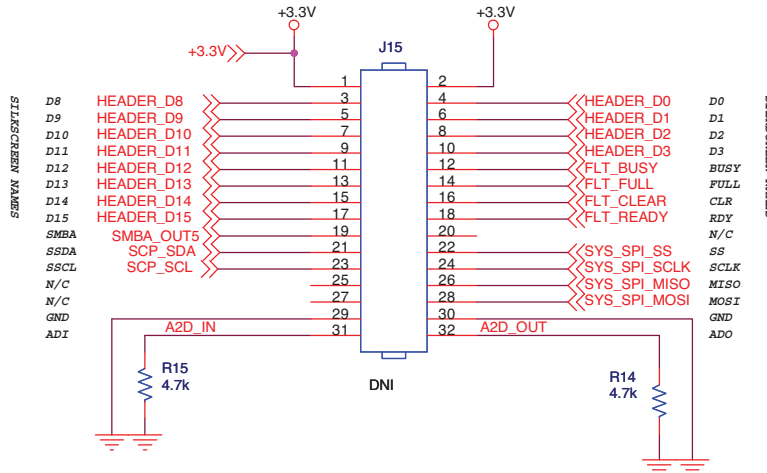 +3.3V +3.3V
+3.3V J15
1 2
D8 HEADER_D8 3 4 HEADER_D0 D0
D9 HEADER_D9 5 6 HEADER_D1 D1
D10 HEADER_D10 7 8 HEADER_D2 D2
D11 HEADER_D11 9 10 HEADER_D3 D3
D12 HEADER_D12 11 12 FLT_BUSY BUSY
D13 HEADER_D13 13 14 FLT_FULL FULL
D14 HEADER_D14 15 16 FLT_CLEAR CLR
D15 HEADER_D15 17 18 FLT_READY RDY
SMBA SMBA_OUT5 19 20 N/C
SSDA SCP_SDA 21 22 SYS_SPI_SS SS
SSCL SCP_SCL 23 24 SYS_SPI_SCLK SCLK
N/C 25 26 SYS_SPI_MISO MISO
N/C 27 28 SYS_SPI_MOSI MOSI
GND 29 30 GND
ADI A2D_IN 31 32 A2D_OUT ADO
SILKSCREEN NAMES
R15
4.7k
DNI
R14
4.7k